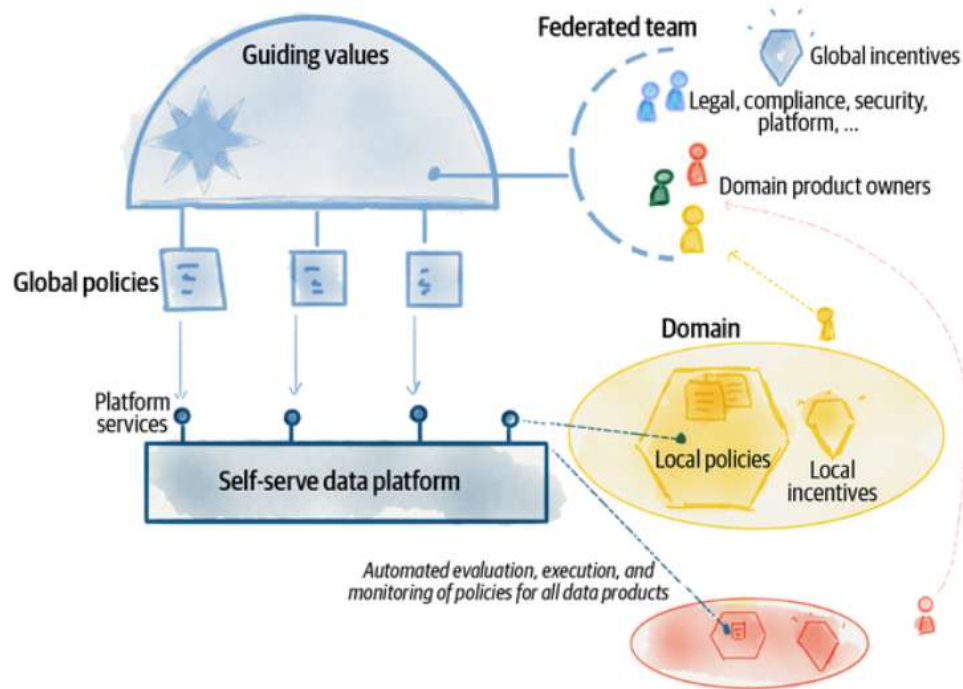 Federated team
Guiding values
Global incentives
Legal, compliance, security,
platform, ...
Domain product owners
Global policies
Domain
Platform
services
Local policies
Local
incentives
Self-serve data platform
Automated evaluation, execution, and
monitoring of policies for all data products